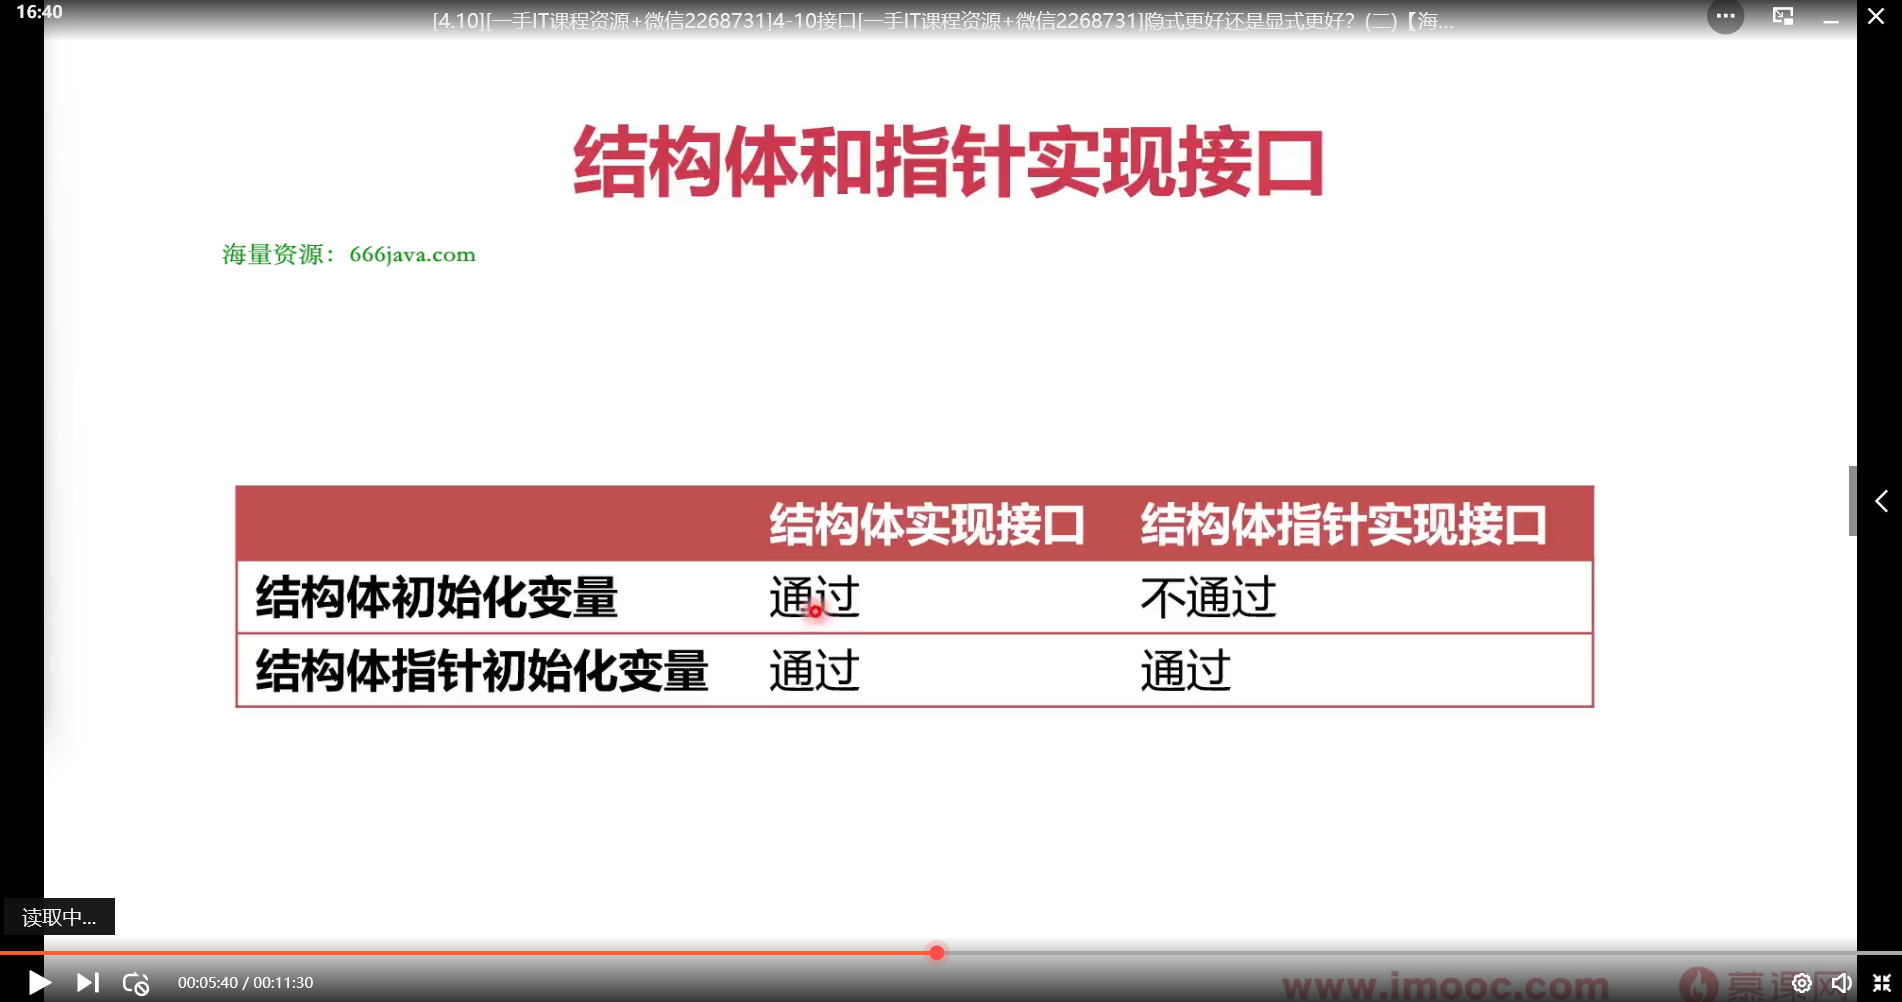 16:40
[4.10][一手IT课程资源+微信2268731]4-10接口[一手IT课程资源+微信2268731]隐式更好还是显式更好？(二)【海...
结构体和指针实现接口
海量资源：666java.com
结构体实现接口 结构体指针实现接口
结构体初始化变量 通过 不通过
结构体指针初始化变量 通过 通过
读取中...
00:05:40 / 00:11:30
www.imooc.com 慕课网